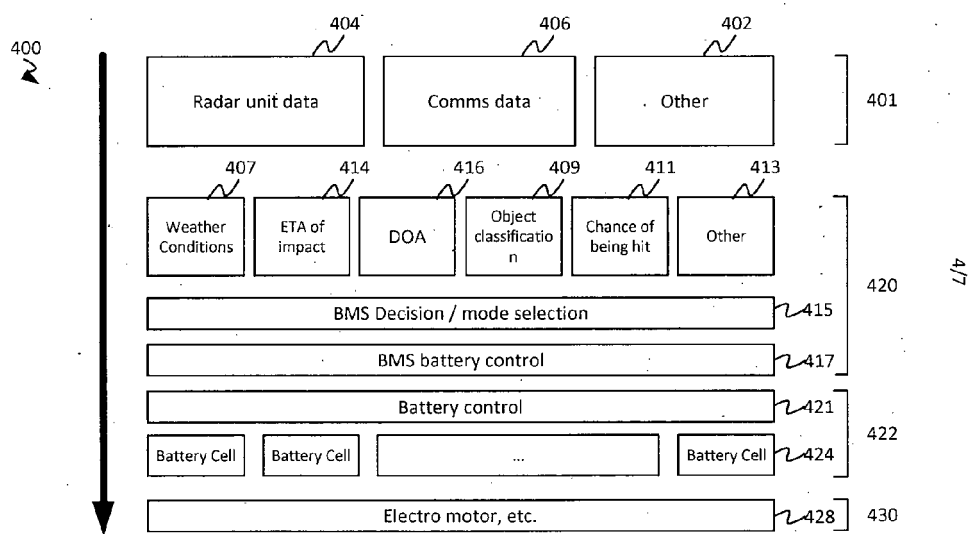 400
404
406
402
Radar unit data
Comms data
Other
401
407
414
416
409
411
413
Weather
Conditions
ETA of
impact
DOA
Object
classificatio
n
Chance of
being hit
Other
420
4/7
BMS Decision / mode selection
415
BMS battery control
417
Battery control
421
422
Battery Cell
Battery Cell
...
Battery Cell
424
Electro motor, etc.
428
430